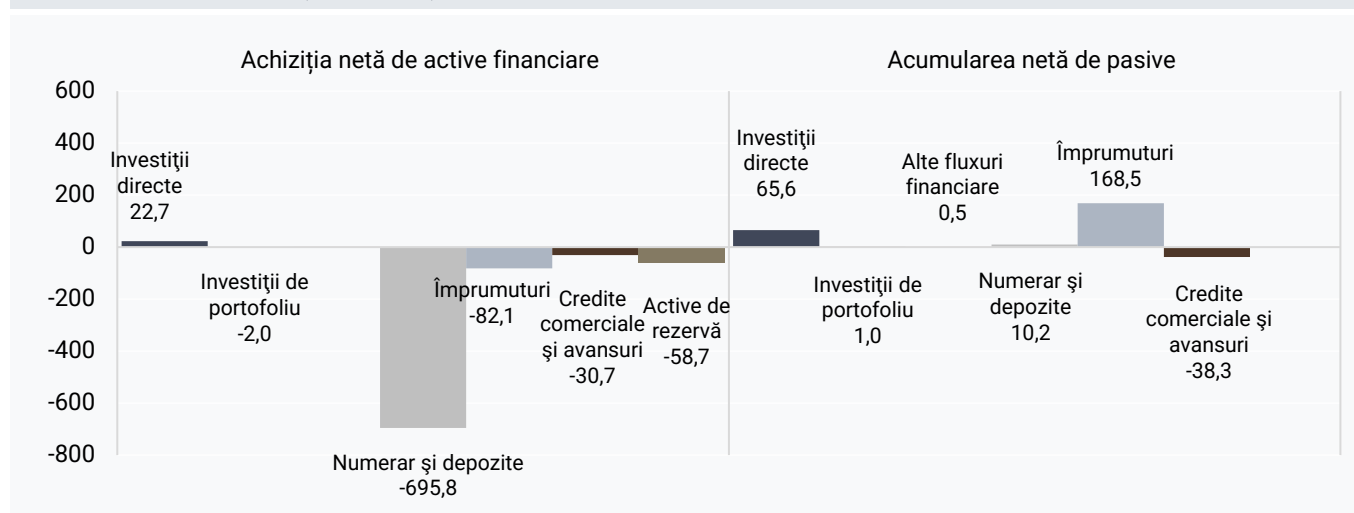 Achiziția netă de active financiare
Acumularea netă de pasive
600
400
200
0
-200
-400
-600
-800
Investiţii
directe
22,7
Investiţii de
portofoliu
-2,0
Numerar şi depozite
-695,8
Împrumuturi
-82,1
Credite
comerciale
şi avansuri
-30,7
Active de
rezervă
-58,7
Investiţii
directe
65,6
Investiţii de
portofoliu
1,0
Alte fluxuri
financiare
0,5
Numerar şi
depozite
10,2
Împrumuturi
168,5
Credite
comerciale şi
avansuri
-38,3